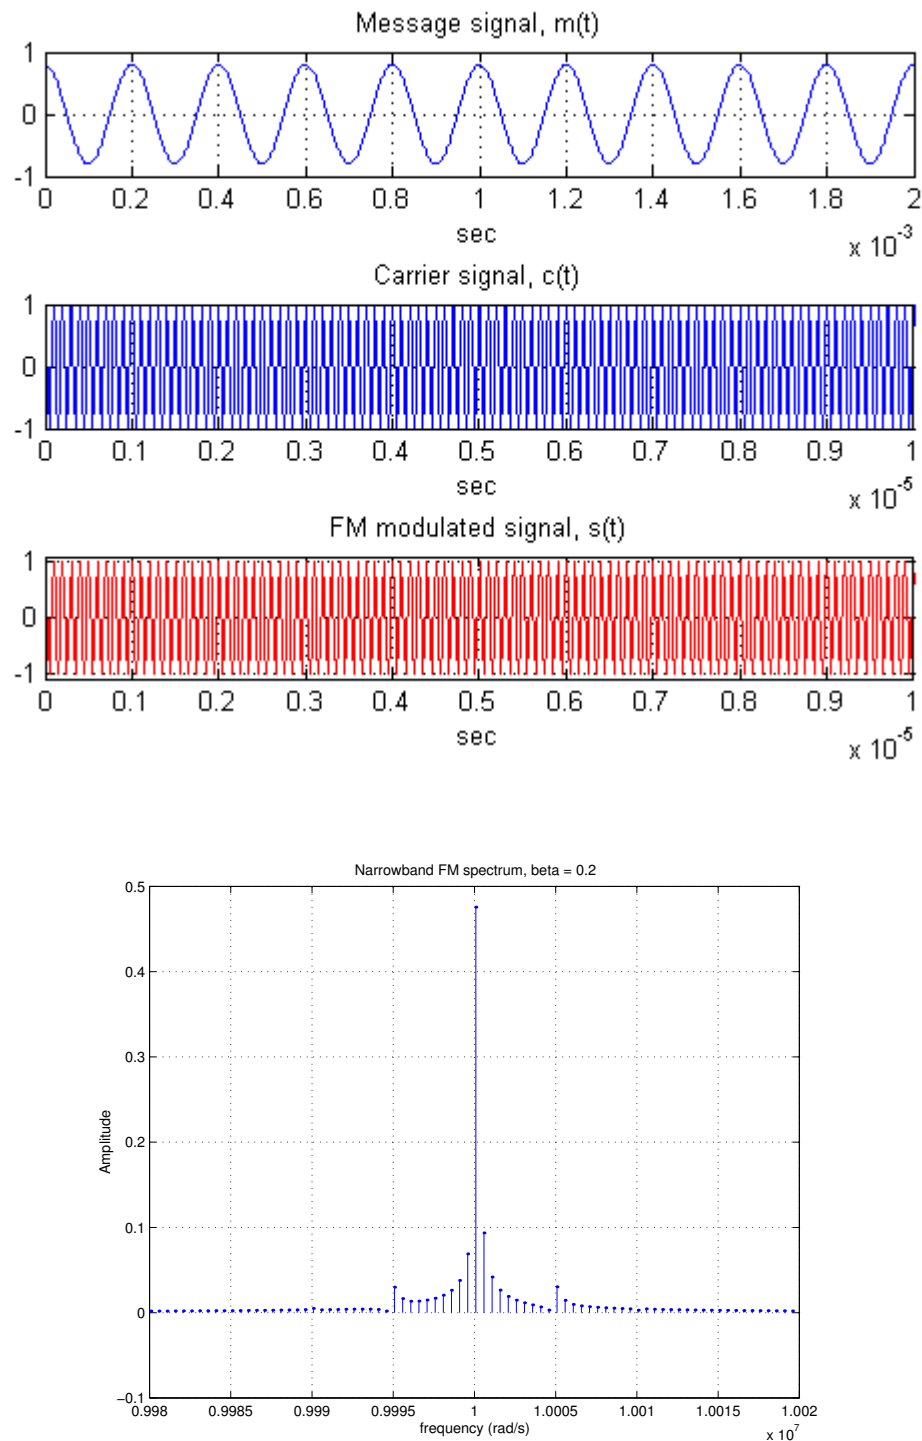 Message signal, m(t)
1
0
-1
0 0.2 0.4 0.6 0.8 1 1.2 1.4 1.6 1.8 2
sec
x 10^-3
Carrier signal, c(t)
1
0
-1
0 0.1 0.2 0.3 0.4 0.5 0.6 0.7 0.8 0.9 1
sec
x 10^-5
FM modulated signal, s(t)
1
0
-1
0 0.1 0.2 0.3 0.4 0.5 0.6 0.7 0.8 0.9 1
sec
x 10^-5
Narrowband FM spectrum, beta = 0.2
0.5
0.4
0.3
0.2
0.1
0
−0.1
Amplitude
0.998 0.9985 0.999 0.9995 1 1.0005 1.001 1.0015 1.002
frequency (rad/s)
x 10^7